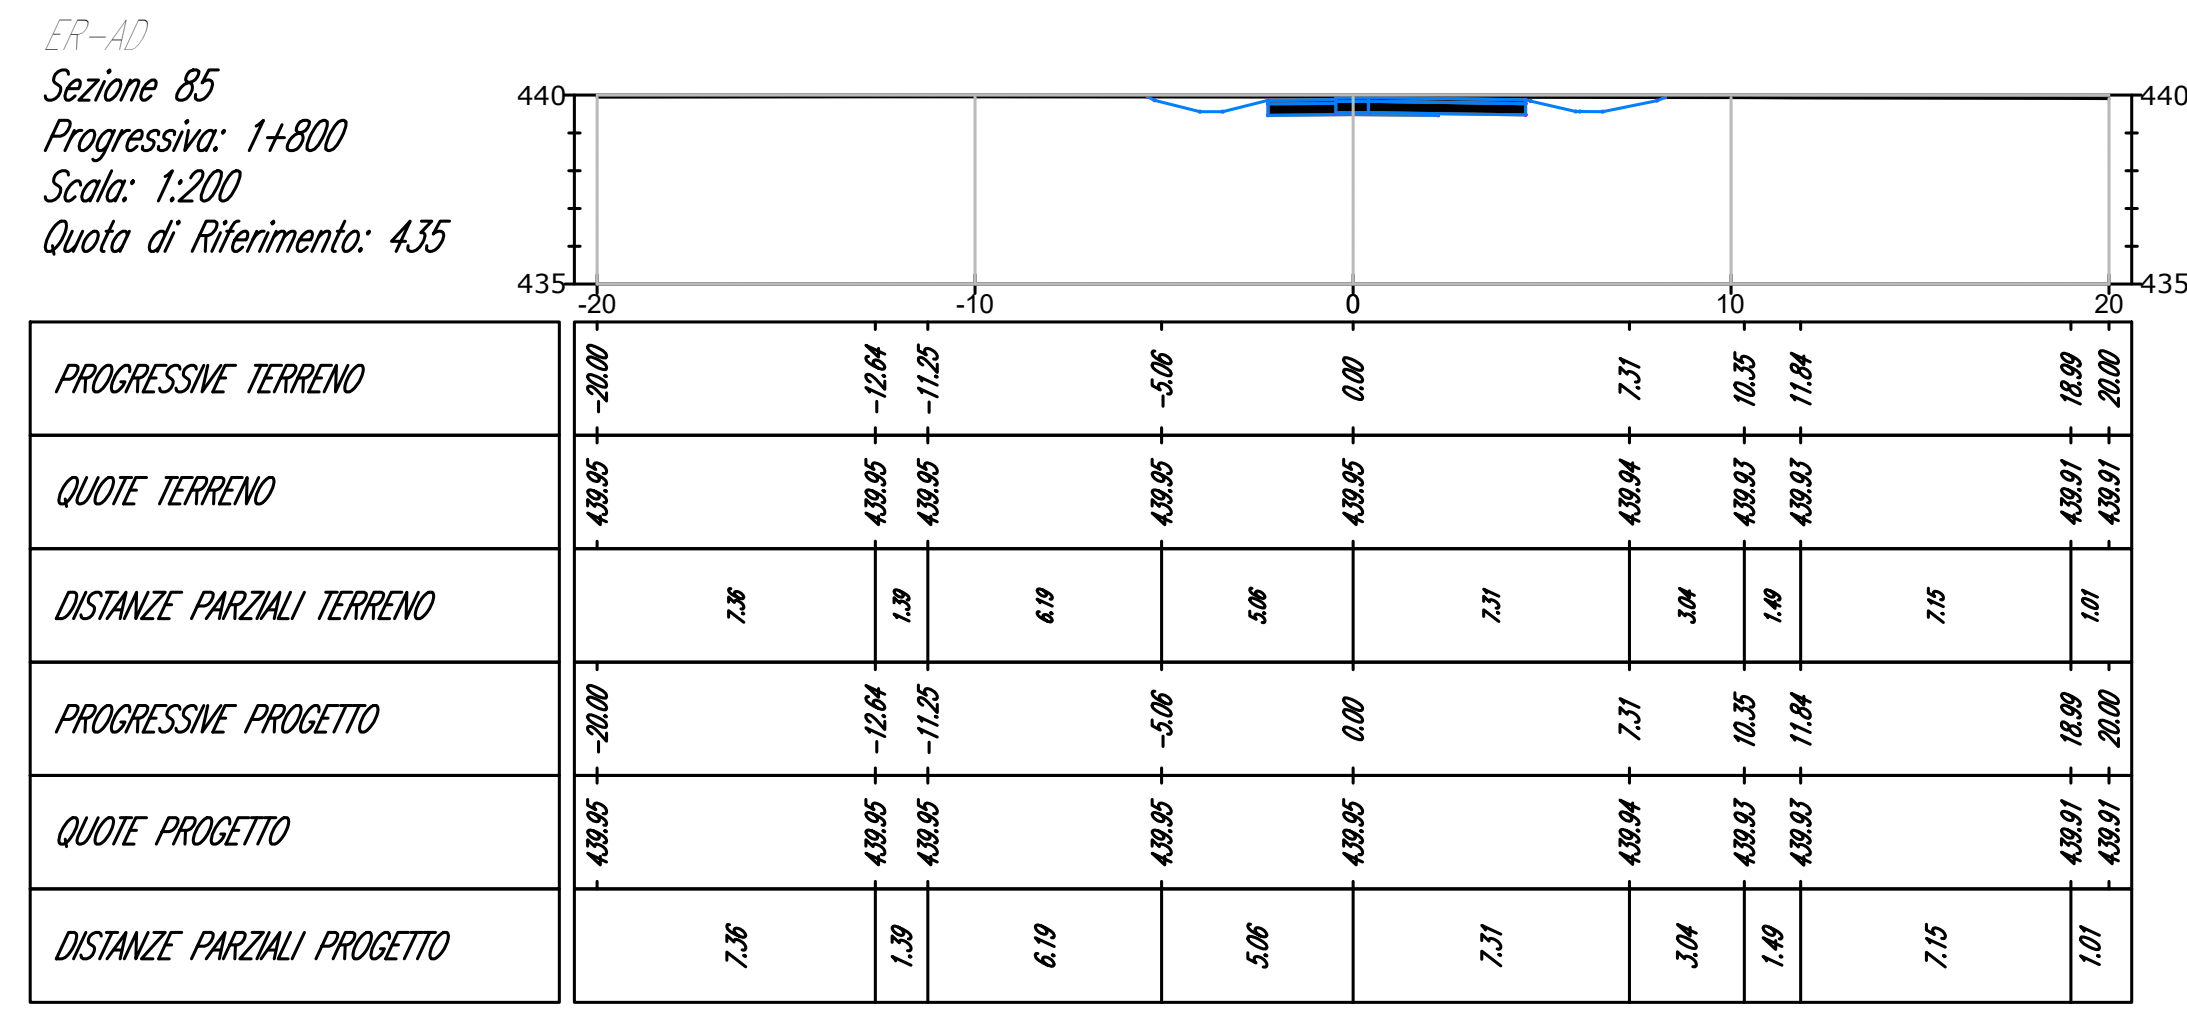 ER-AD
Sezione 85
Progressiva: 1+800
Scala: 1:200
Quota di Riferimento: 435
440 440
435 435
-20 -10 0 10 20
PROGRESSIVE TERRENO -20.00 -12.64 -11.25 -5.06 0.00 7.31 10.35 11.84 18.99 20.00
QUOTE TERRENO 439.95 439.95 439.95 439.95 439.95 439.94 439.93 439.93 439.91 439.91
DISTANZE PARZIALI TERRENO 7.36 1.39 6.19 5.06 7.31 3.04 1.49 7.15 1.01
PROGRESSIVE PROGETTO -20.00 -12.64 -11.25 -5.06 0.00 7.31 10.35 11.84 18.99 20.00
QUOTE PROGETTO 439.95 439.95 439.95 439.95 439.95 439.94 439.93 439.93 439.91 439.91
DISTANZE PARZIALI PROGETTO 7.36 1.39 6.19 5.06 7.31 3.04 1.49 7.15 1.01